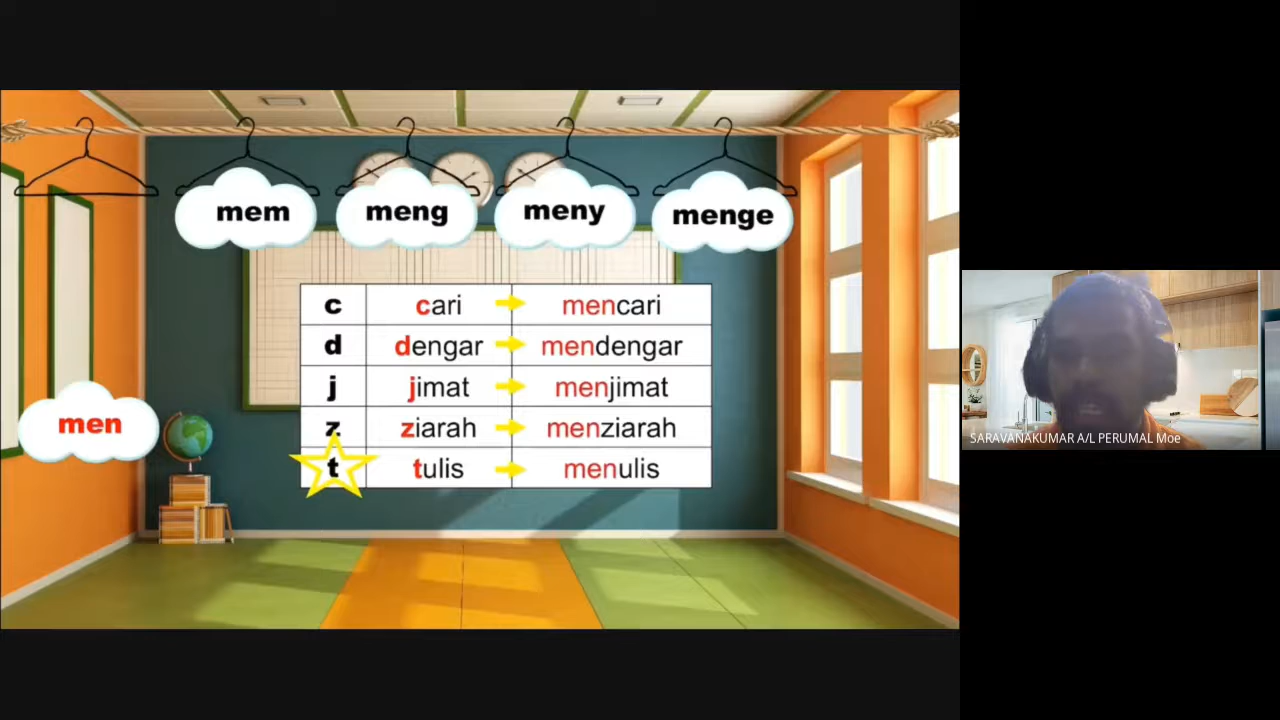 mem
meng
meny
menge
c cari mencari
d dengar mendengar
j jimat menjimat
z ziarah menziarah
t tulis menulis
men
SARAVANAKUMAR A/L PERUMAL Moe